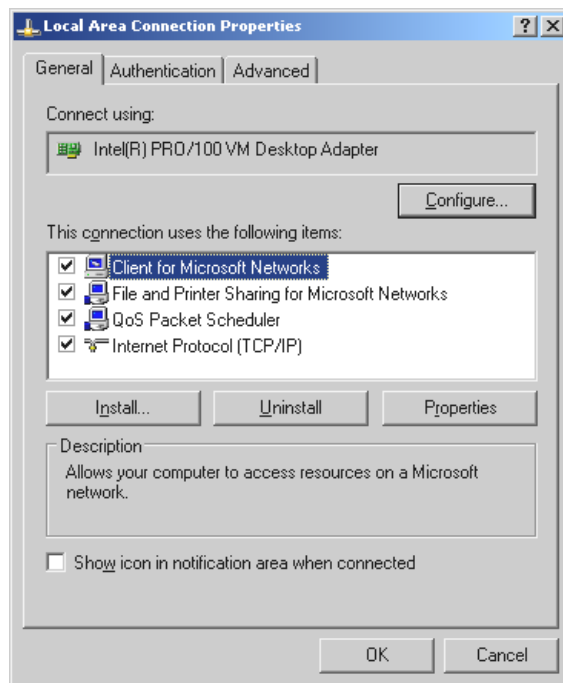 Local Area Connection Properties
General
Authentication
Advanced
Connect using:
Intel(R) PRO/100 VM Desktop Adapter
Configure...
This connection uses the following items:
Client for Microsoft Networks
File and Printer Sharing for Microsoft Networks
QoS Packet Scheduler
Internet Protocol (TCP/IP)
Install...
Uninstall
Properties
Description
Allows your computer to access resources on a Microsoft
network.
Show icon in notification area when connected
OK
Cancel